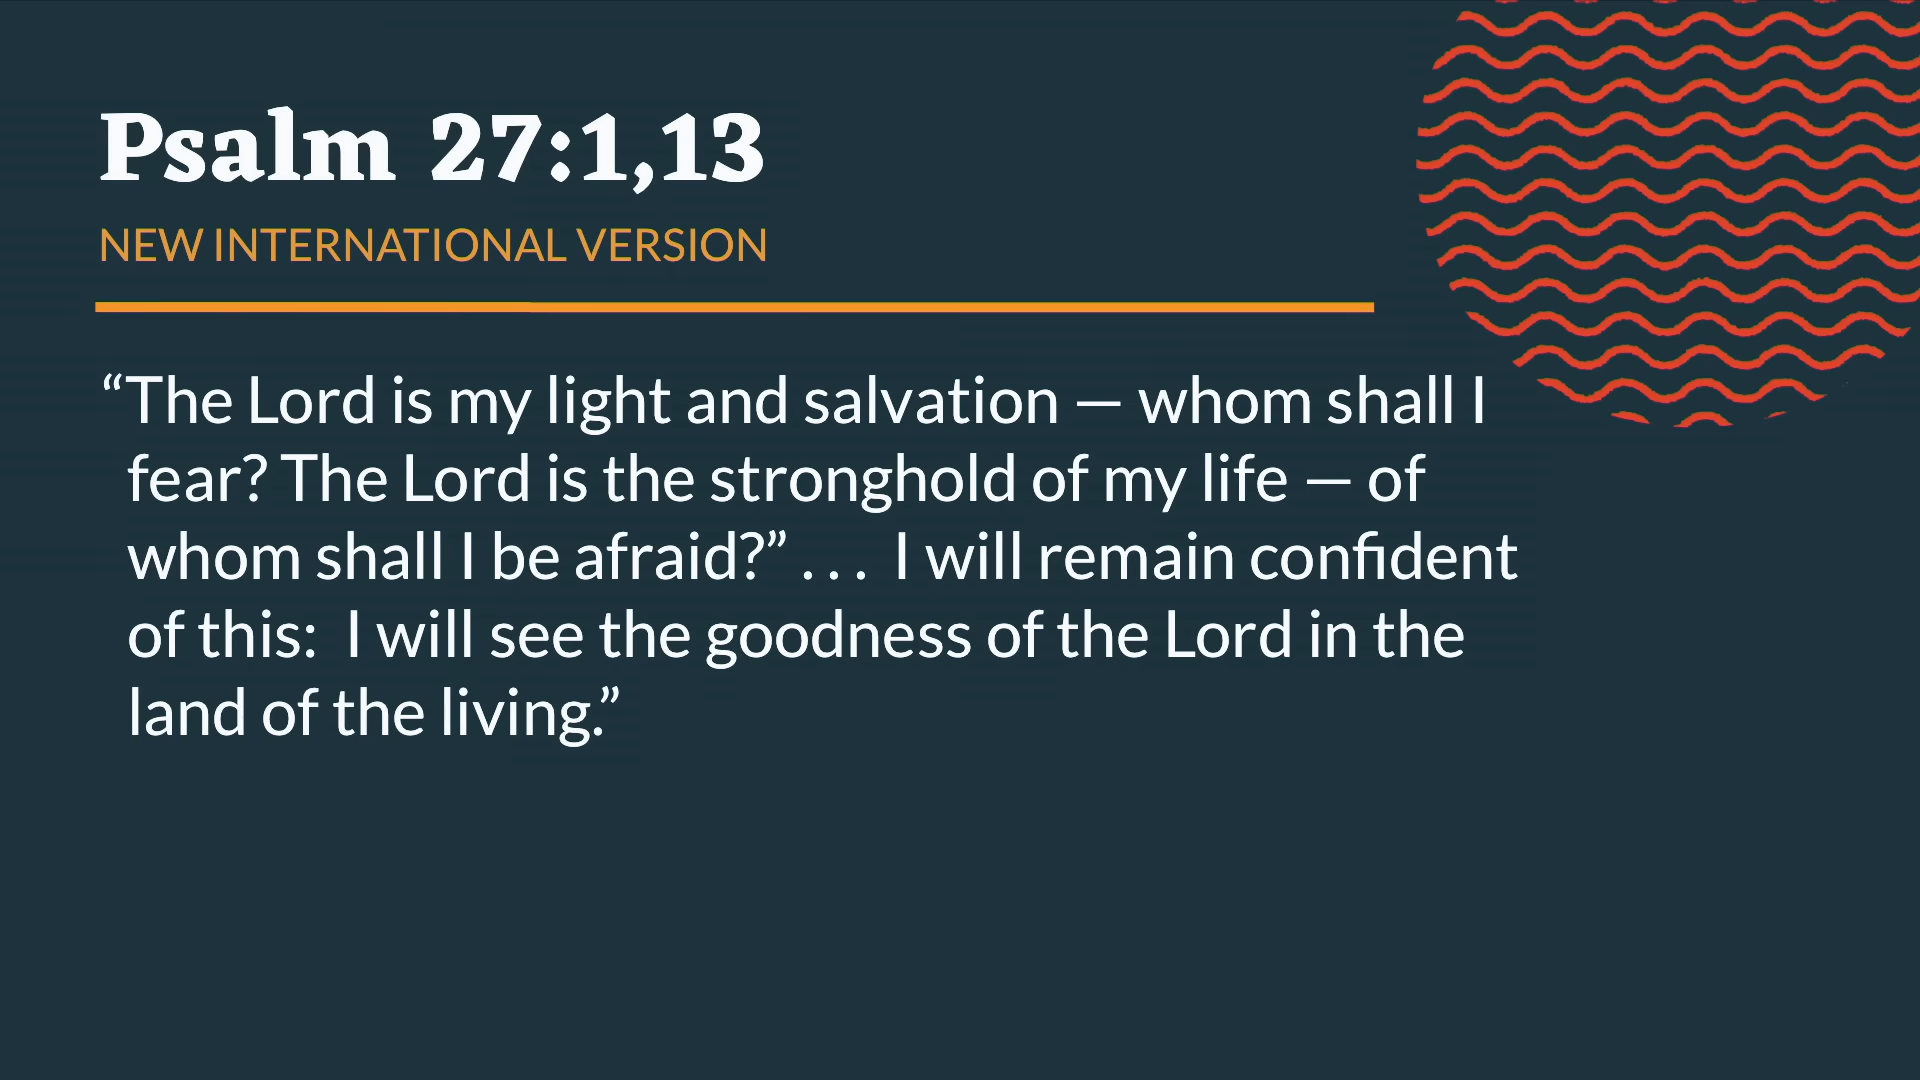 Psalm 27:1,13
NEW INTERNATIONAL VERSION
“The Lord is my light and salvation — whom shall I
fear? The Lord is the stronghold of my life — of
whom shall I be afraid?” . . .  I will remain confident
of this:  I will see the goodness of the Lord in the
land of the living.”